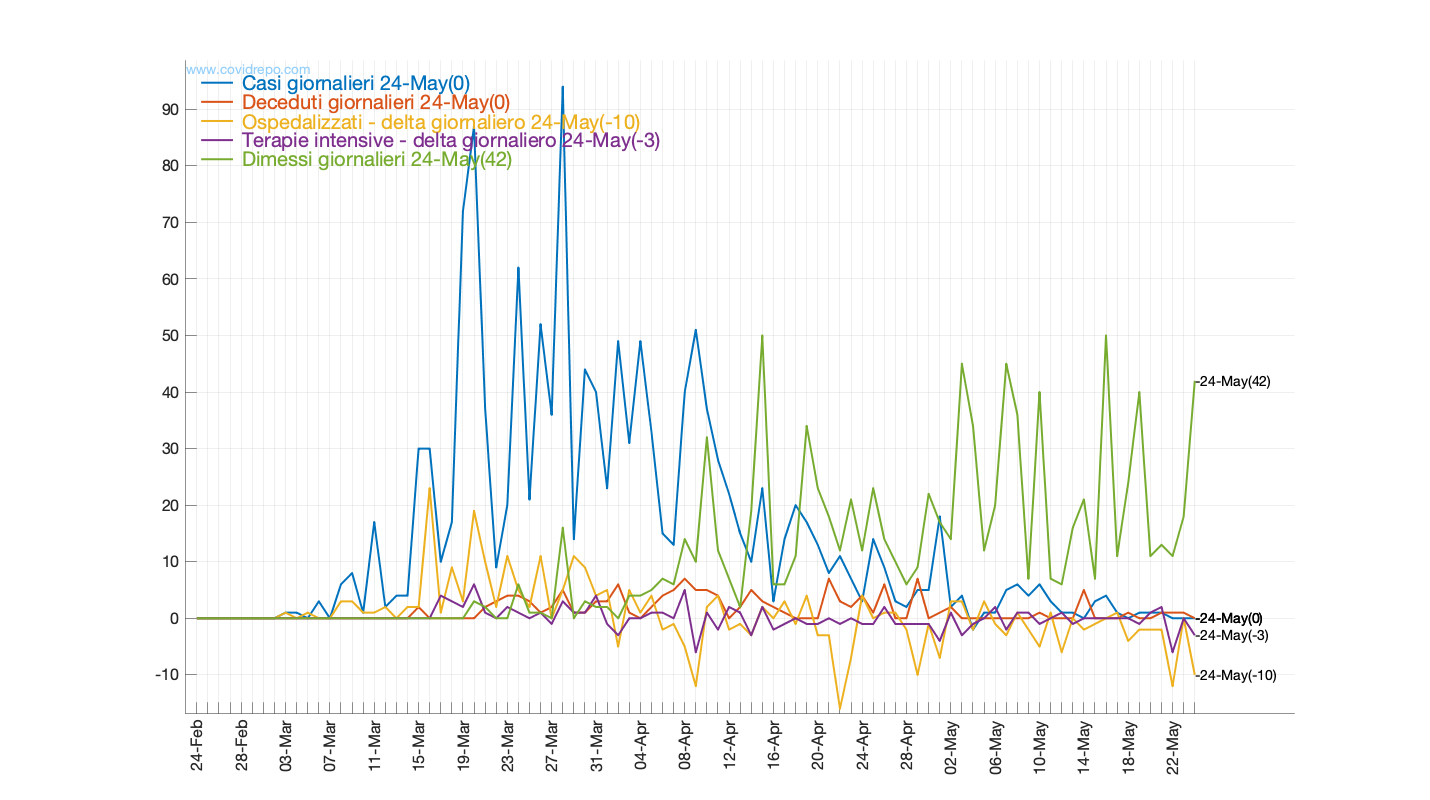 www.covidrepo.com
Casi giornalieri 24-May(0)
Deceduti giornalieri 24-May(0)
Ospedalizzati - delta giornaliero 24-May(-10)
Terapie intensive - delta giornaliero 24-May(-3)
Dimessi giornalieri 24-May(42)
90
80
70
60
50
40
30
20
10
0
-10
24-May(42)
24-May(0)
24-May(-3)
24-May(-10)
24-Feb
28-Feb
03-Mar
07-Mar
11-Mar
15-Mar
19-Mar
23-Mar
27-Mar
31-Mar
04-Apr
08-Apr
12-Apr
16-Apr
20-Apr
24-Apr
28-Apr
02-May
06-May
10-May
14-May
18-May
22-May